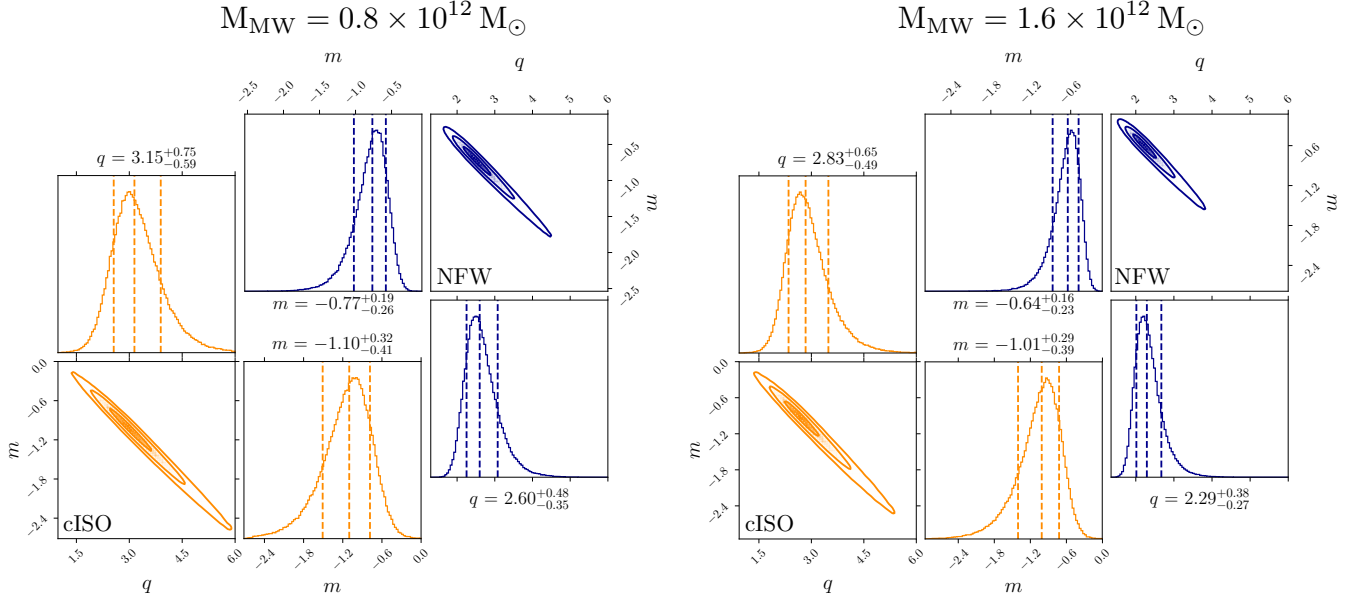 M_MW = 0.8 × 10^12 M_⊙
m
q
−2.5 −2.0 −1.5 −1.0 −0.5
2 3 4 5 6
q = 3.15^{+0.75}_{−0.59}
−0.5
−1.0
−1.5
−2.0
−2.5
m
NFW
m = −0.77^{+0.19}_{−0.26}
m = −1.10^{+0.32}_{−0.41}
0.0
−0.6
−1.2
−1.8
−2.4
m
cISO
q = 2.60^{+0.48}_{−0.35}
1.5 3.0 4.5 6.0
−2.4 −1.8 −1.2 −0.6 0.0
q
m
M_MW = 1.6 × 10^12 M_⊙
m
q
−2.4 −1.8 −1.2 −0.6
2 3 4 5 6
q = 2.83^{+0.65}_{−0.49}
−0.6
−1.2
−1.8
−2.4
m
NFW
m = −0.64^{+0.16}_{−0.23}
m = −1.01^{+0.29}_{−0.39}
0.0
−0.6
−1.2
−1.8
−2.4
m
cISO
q = 2.29^{+0.38}_{−0.27}
1.5 3.0 4.5 6.0
−2.4 −1.8 −1.2 −0.6 0.0
q
m